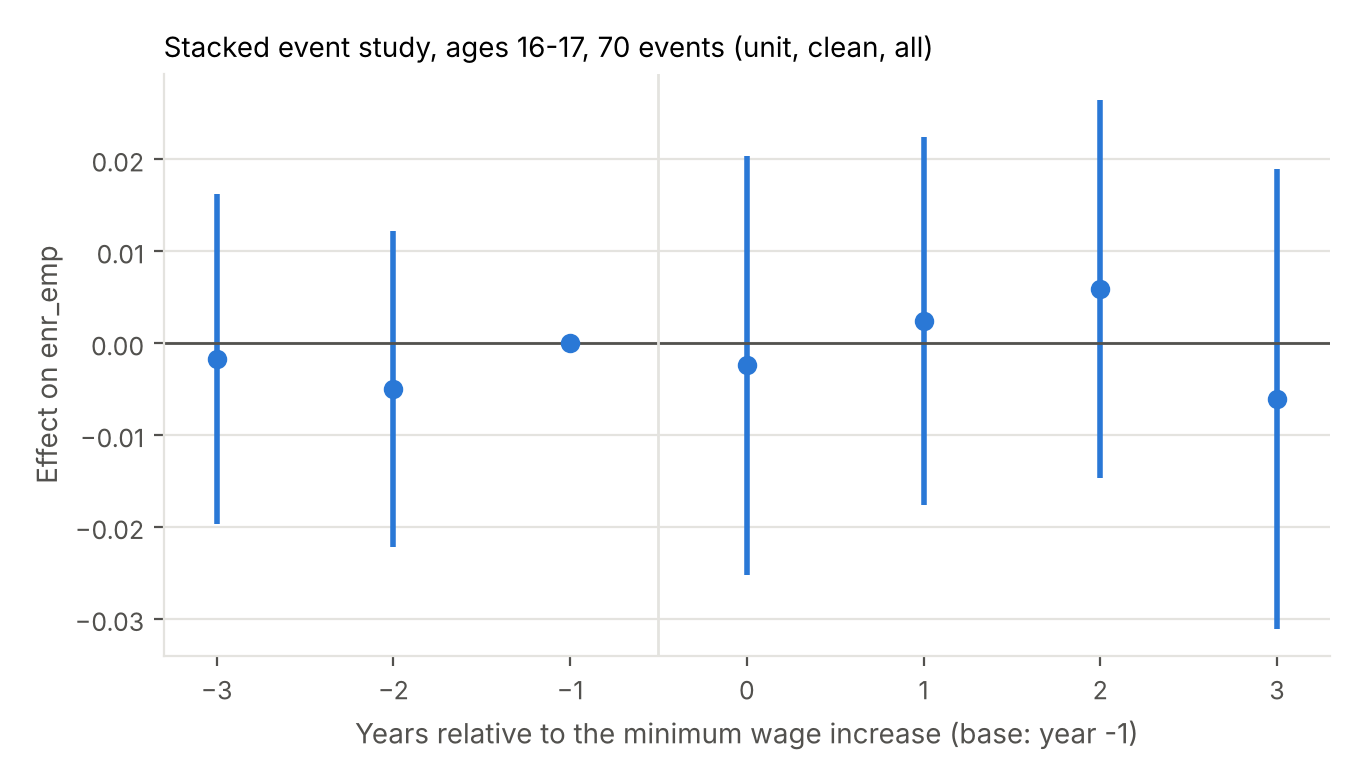 Stacked event study, ages 16-17, 70 events (unit, clean, all)
Effect on enr_emp
0.02
0.01
0.00
−0.01
−0.02
−0.03
−3 −2 −1 0 1 2 3
Years relative to the minimum wage increase (base: year -1)